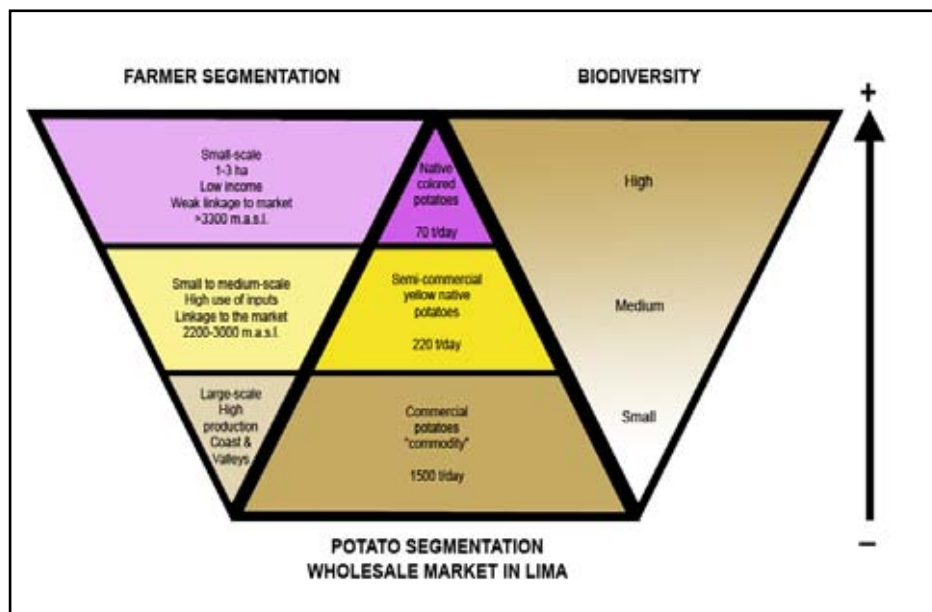 FARMER SEGMENTATION
BIODIVERSITY
+
Small-scale
1-3 ha
Low income
Weak linkage to market
>3300 m.a.s.l.
Native
colored
potatoes
70 t/day
High
Small to medium-scale
High use of inputs
Linkage to the market
2200-3000 m.a.s.l.
Semi-commercial
yellow native
potatoes
220 t/day
Medium
Large-scale
High
production
Coast &
Valleys
Commercial
potatoes
"commodity"
1500 t/day
Small
–
POTATO SEGMENTATION
WHOLESALE MARKET IN LIMA